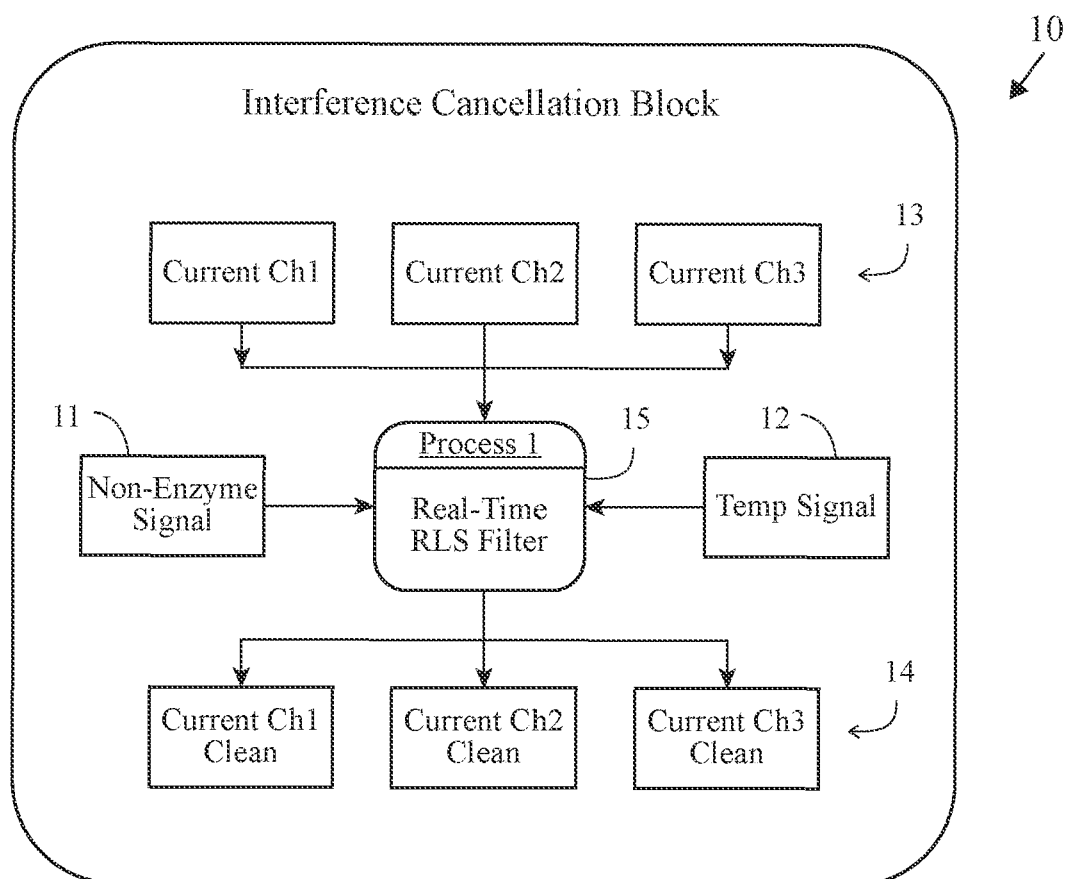 10
Interference Cancellation Block
13
Current Ch1
Current Ch2
Current Ch3
11
15
12
Process 1
Non-Enzyme
Signal
Real-Time
RLS Filter
Temp Signal
14
Current Ch1
Clean
Current Ch2
Clean
Current Ch3
Clean